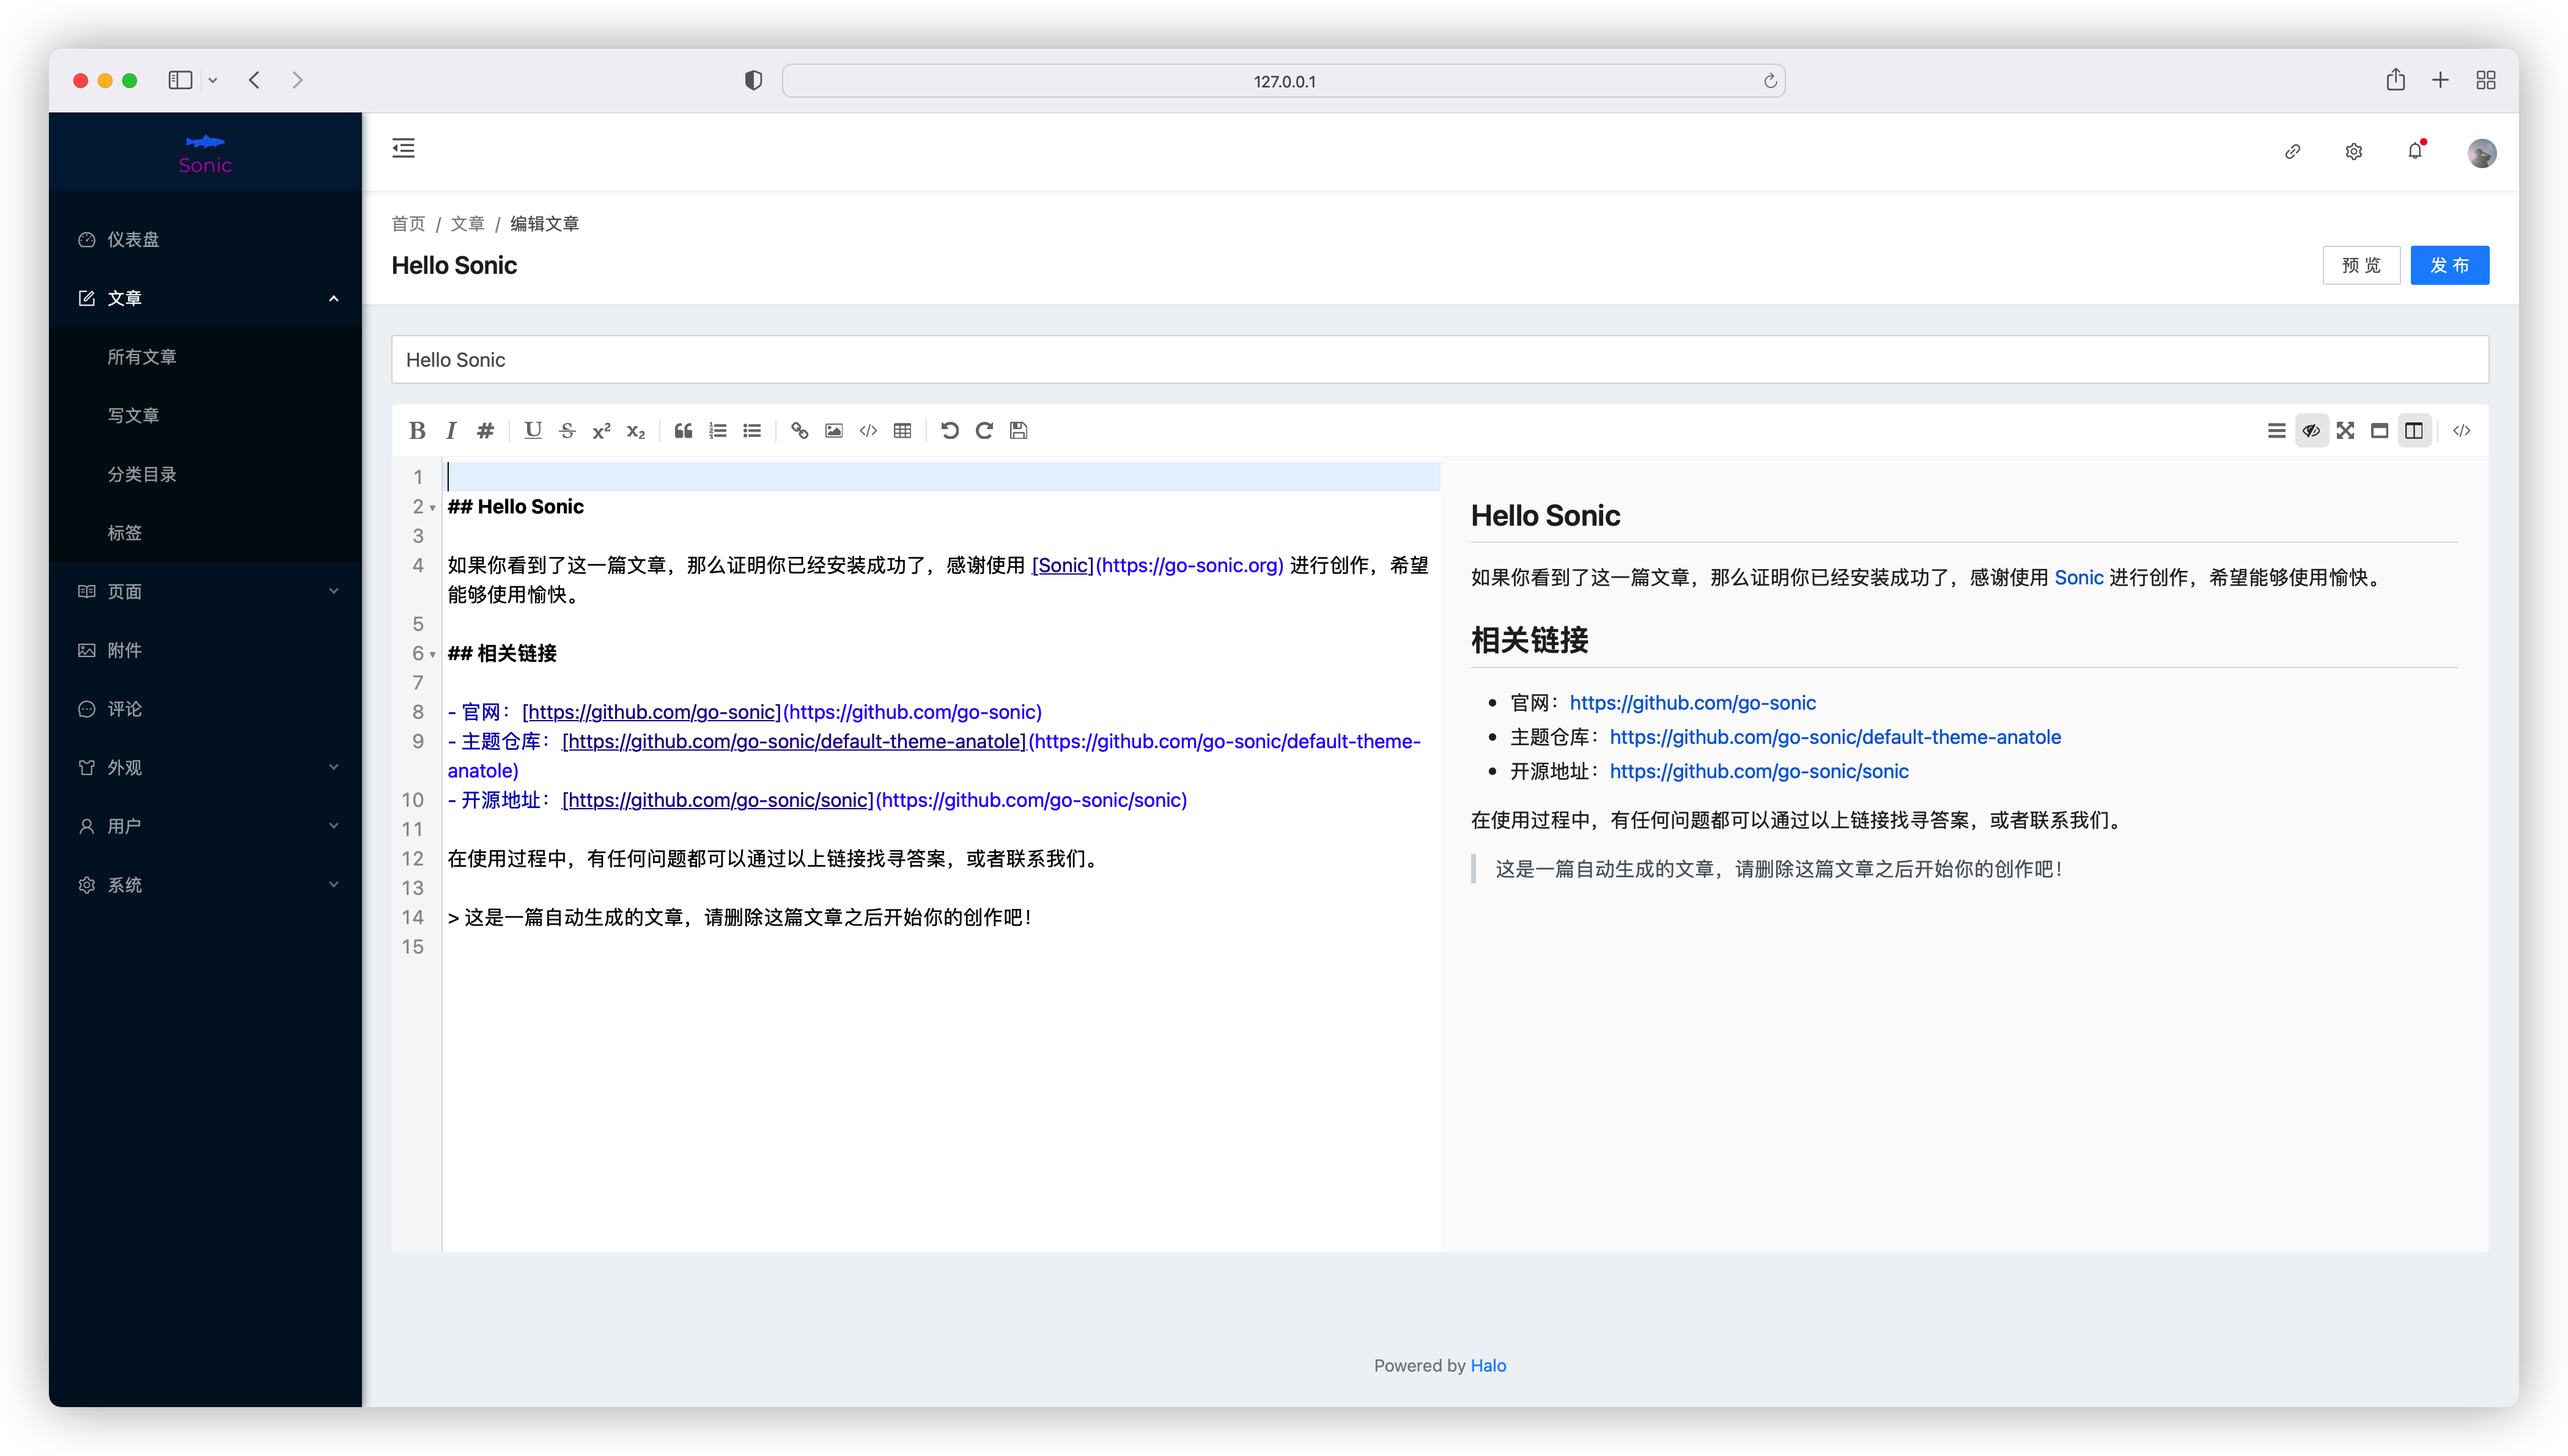 127.0.0.1
Sonic
仪表盘
文章
所有文章
写文章
分类目录
标签
页面
附件
评论
外观
用户
系统
首页 / 文章 / 编辑文章
Hello Sonic
预 览
发 布
Hello Sonic
1
2 ## Hello Sonic
3
4 如果你看到了这一篇文章，那么证明你已经安装成功了，感谢使用 [Sonic](https://go-sonic.org) 进行创作，希望
能够使用愉快。
5
6 ## 相关链接
7
8 - 官网：[https://github.com/go-sonic](https://github.com/go-sonic)
9 - 主题仓库：[https://github.com/go-sonic/default-theme-anatole](https://github.com/go-sonic/default-theme-
anatole)
10 - 开源地址：[https://github.com/go-sonic/sonic](https://github.com/go-sonic/sonic)
11
12 在使用过程中，有任何问题都可以通过以上链接找寻答案，或者联系我们。
13
14 > 这是一篇自动生成的文章，请删除这篇文章之后开始你的创作吧！
15
Hello Sonic
如果你看到了这一篇文章，那么证明你已经安装成功了，感谢使用 Sonic 进行创作，希望能够使用愉快。
相关链接
• 官网：https://github.com/go-sonic
• 主题仓库：https://github.com/go-sonic/default-theme-anatole
• 开源地址：https://github.com/go-sonic/sonic
在使用过程中，有任何问题都可以通过以上链接找寻答案，或者联系我们。
这是一篇自动生成的文章，请删除这篇文章之后开始你的创作吧！
Powered by Halo